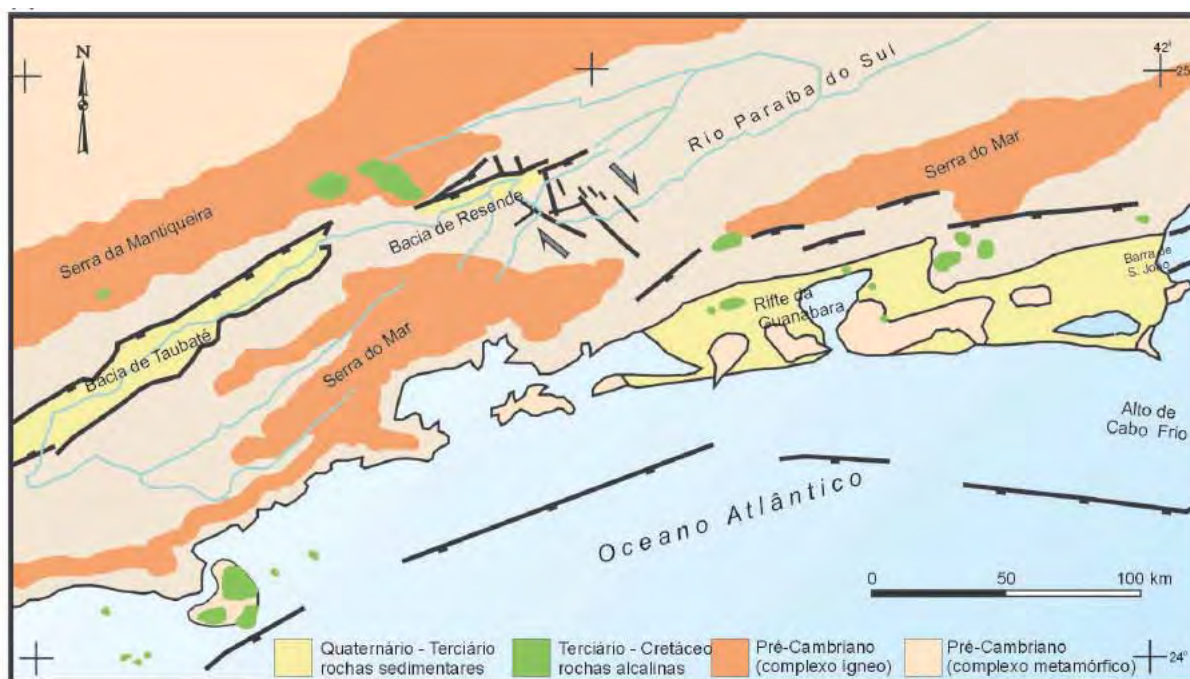 N
42°
25°
Rio Paraíba do Sul
Serra do Mar
Serra da Mantiqueira
Bacia de Resende
Barra de
S. João
Rifte da
Guanabara
Bacia de Taubaté
Serra do Mar
Alto de
Cabo Frio
Oceano Atlântico
0 50 100 km
Quaternário - Terciário
rochas sedimentares
Terciário - Cretáceo
rochas alcalinas
Pré-Cambriano
(complexo ígneo)
Pré-Cambriano
(complexo metamórfico)
24°